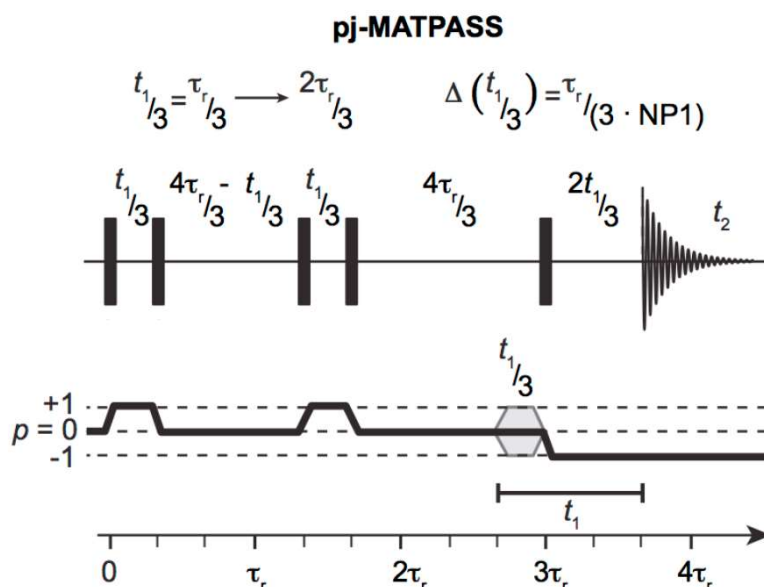 pj-MATPASS
t₁/3 = τᵣ/3 → 2τᵣ/3 Δ(t₁/3) = τᵣ/(3 · NP1)
t₁/3 4τᵣ/3 - t₁/3 t₁/3 4τᵣ/3 2t₁/3 t₂
t₁/3
+1
p = 0
-1
t₁
0 τᵣ 2τᵣ 3τᵣ 4τᵣ